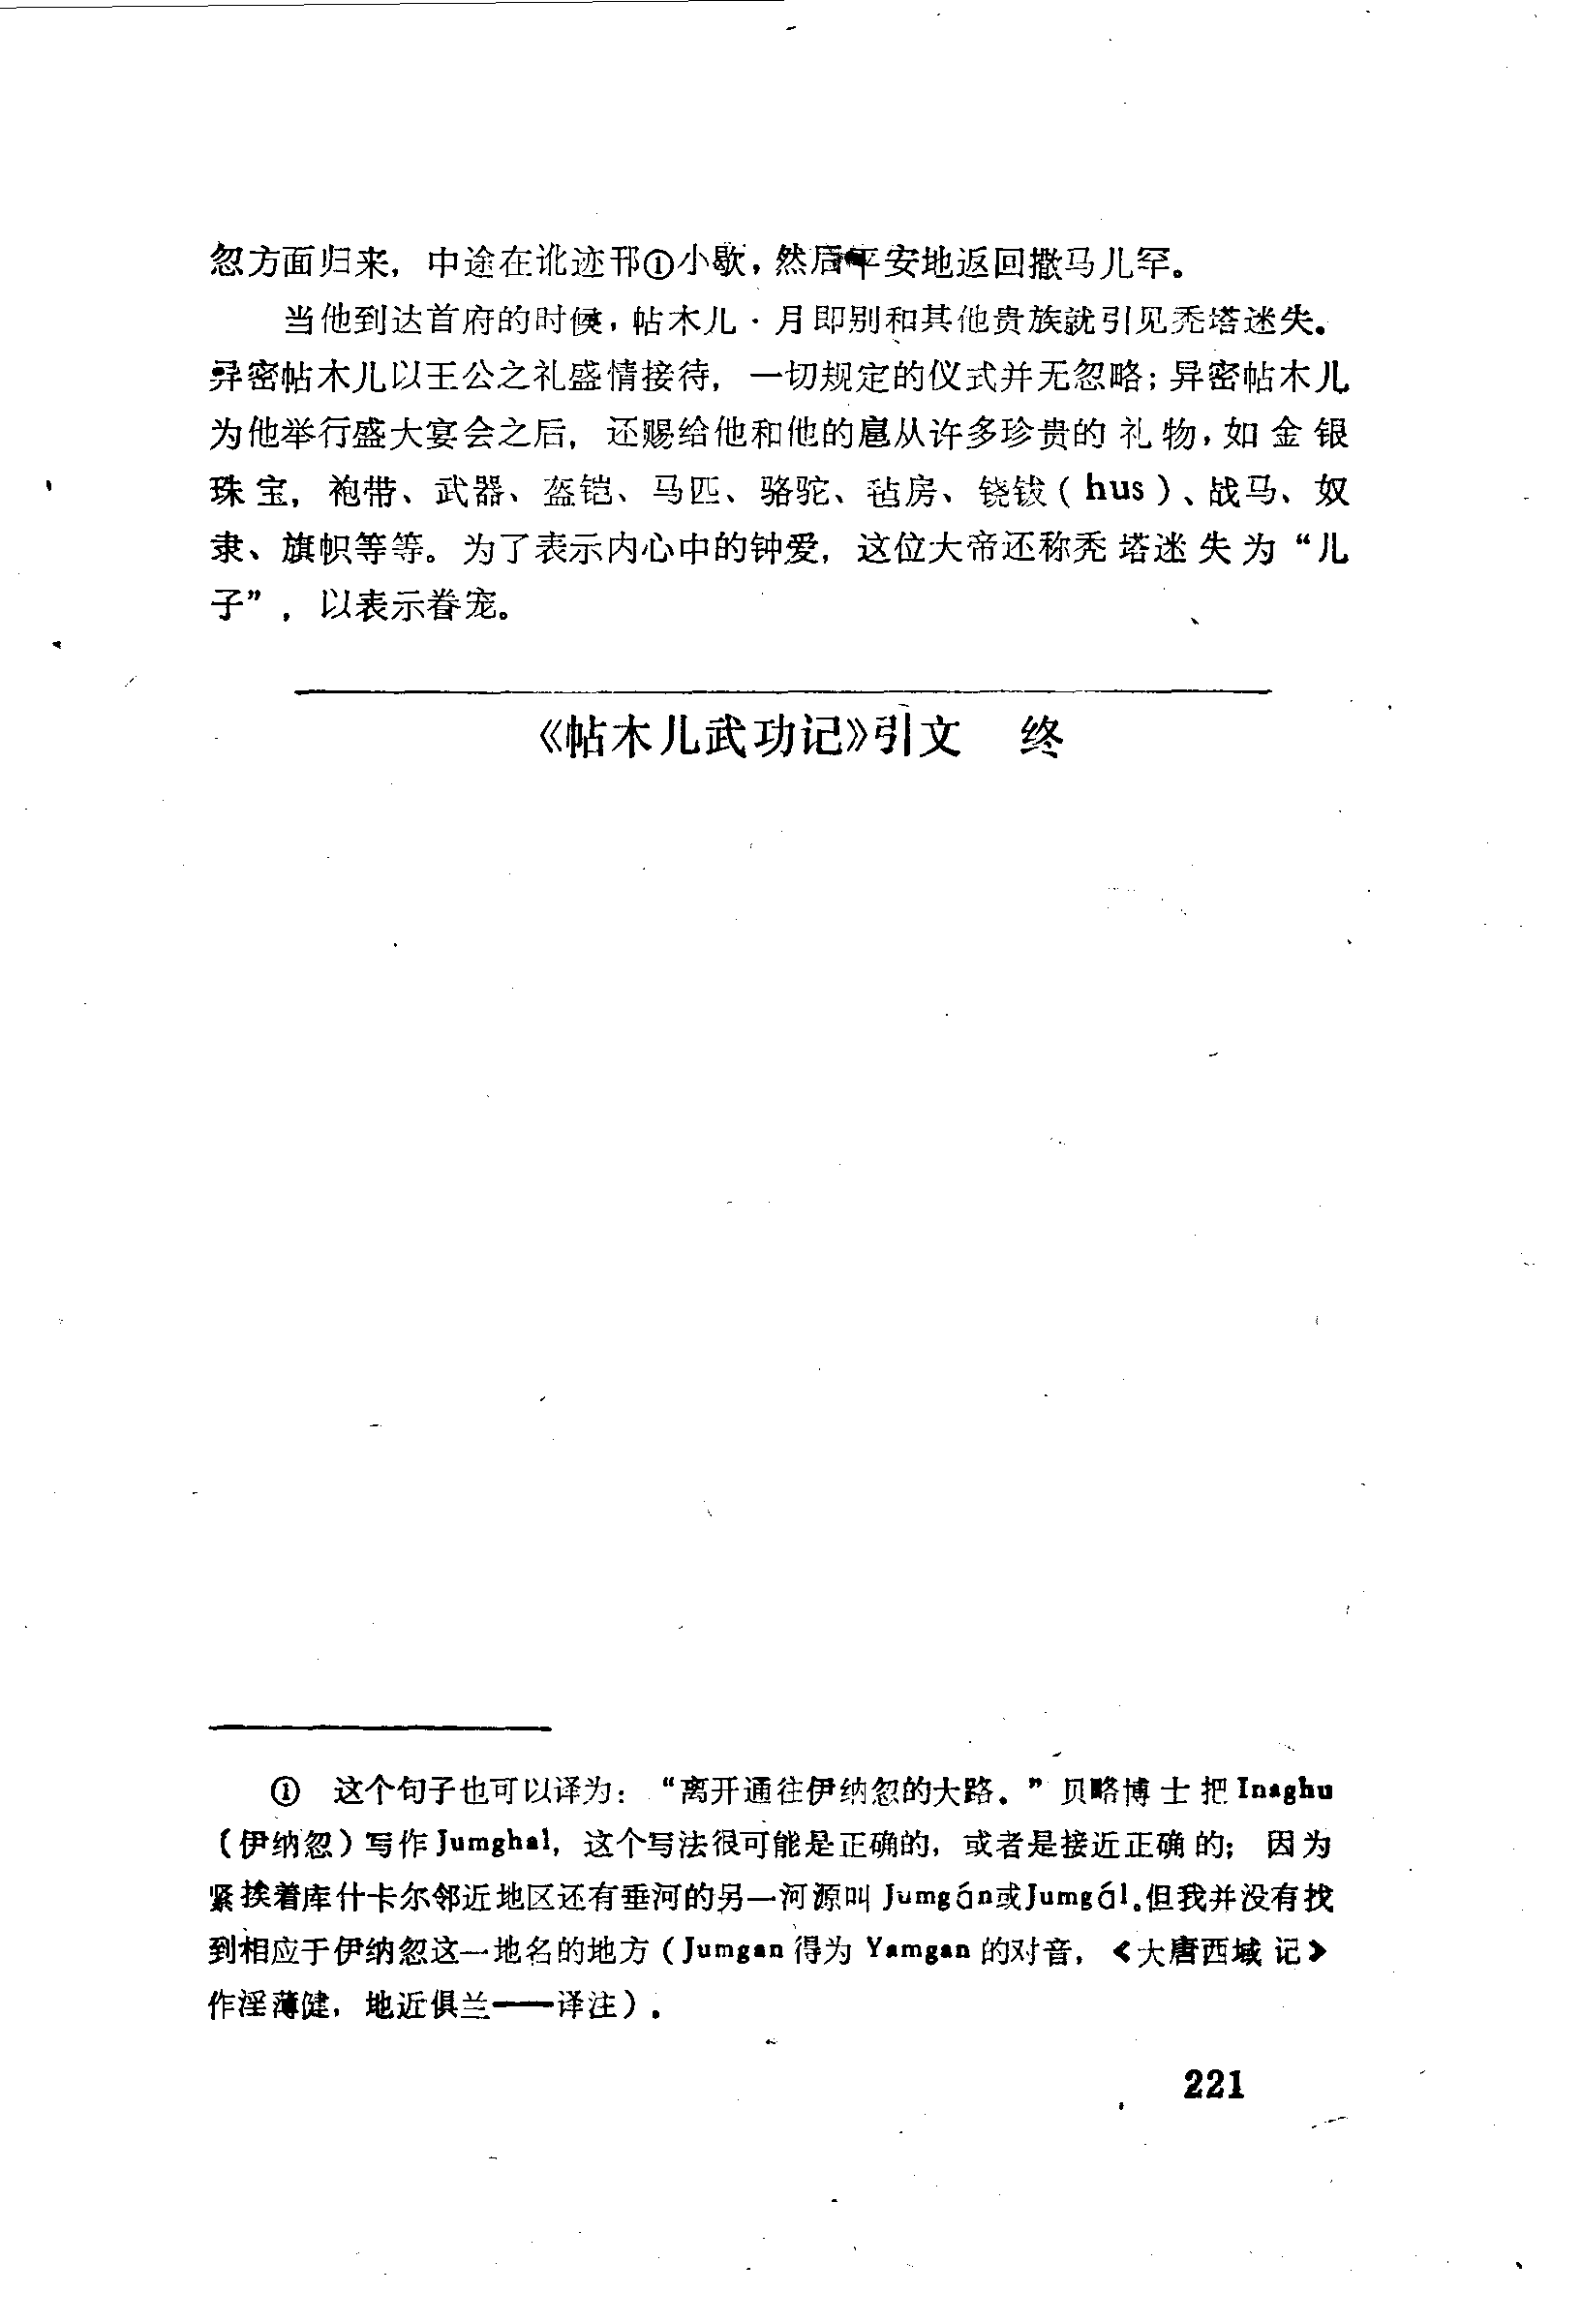 忽方面归来，中途在讹迹邗①小歇，然后平安地返回撒马儿罕。
当他到达首府的时候，帖木儿·月即别和其他贵族就引见秃塔迷失。
异密帖木儿以王公之礼盛情接待，一切规定的仪式并无忽略；异密帖木儿
为他举行盛大宴会之后，还赐给他和他的扈从许多珍贵的礼物，如金银
珠宝，袍带、武器、盔铠、马匹、骆驼、毡房、铙钹（hus）、战马、奴
隶、旗帜等等。为了表示内心中的钟爱，这位大帝还称秃塔迷失为“儿
子”，以表示眷宠。
《帖木儿武功记》引文　终
①　这个句子也可以译为：“离开通往伊纳忽的大路。”贝略博士把Inaghu
（伊纳忽）写作Jumghal，这个写法很可能是正确的，或者是接近正确的；因为
紧挨着库什卡尔邻近地区还有垂河的另一河源叫Jumgán或Jumgál。但我并没有找
到相应于伊纳忽这一地名的地方（Jumgan得为Yamgan的对音，《大唐西域记》
作淫薄健，地近俱兰——译注）。
221